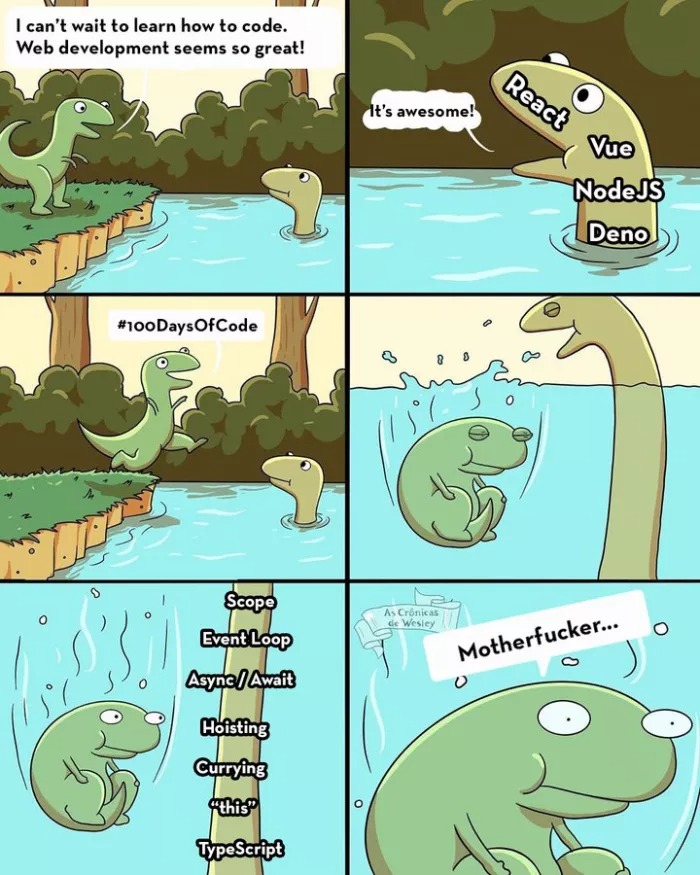 I can't wait to learn how to code.
Web development seems so great!
It's awesome!
React
Vue
NodeJS
Deno
#100DaysOfCode
Scope
Event Loop
Async / Await
Hoisting
Currying
"this"
TypeScript
As Crônicas
de Wesley
Motherfucker...